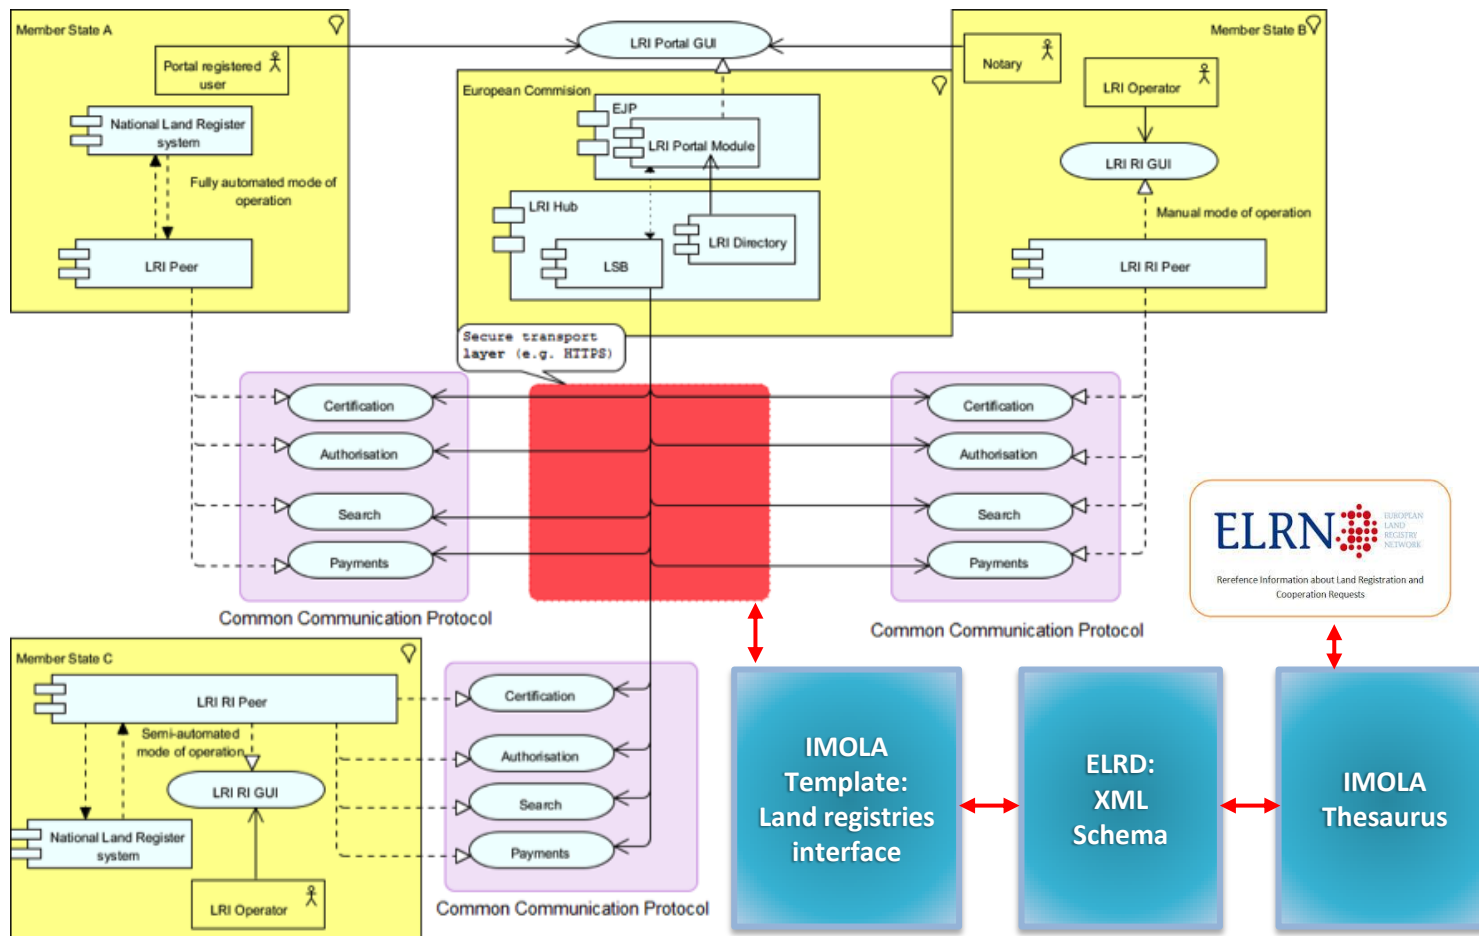 Member State A
Portal registered
user
National Land Register
system
Fully automated mode of
operation
LRI Peer
LRI Portal GUI
European Commision
EJP
LRI Portal Module
LRI Hub
LRI Directory
LSB
Member State B
Notary
LRI Operator
LRI RI GUI
Manual mode of operation
LRI RI Peer
Secure transport
layer (e.g. HTTPS)
Certification
Authorisation
Search
Payments
Common Communication Protocol
Certification
Authorisation
Search
Payments
Common Communication Protocol
ELRN
EUROPEAN
LAND
REGISTRY
NETWORK
Rerefence Information about Land Registration and
Cooperation Requests
Member State C
LRI RI Peer
Semi-automated
mode of operation
LRI RI GUI
National Land Register
system
LRI Operator
Certification
Authorisation
Search
Payments
Common Communication Protocol
IMOLA
Template:
Land registries
interface
ELRD:
XML
Schema
IMOLA
Thesaurus